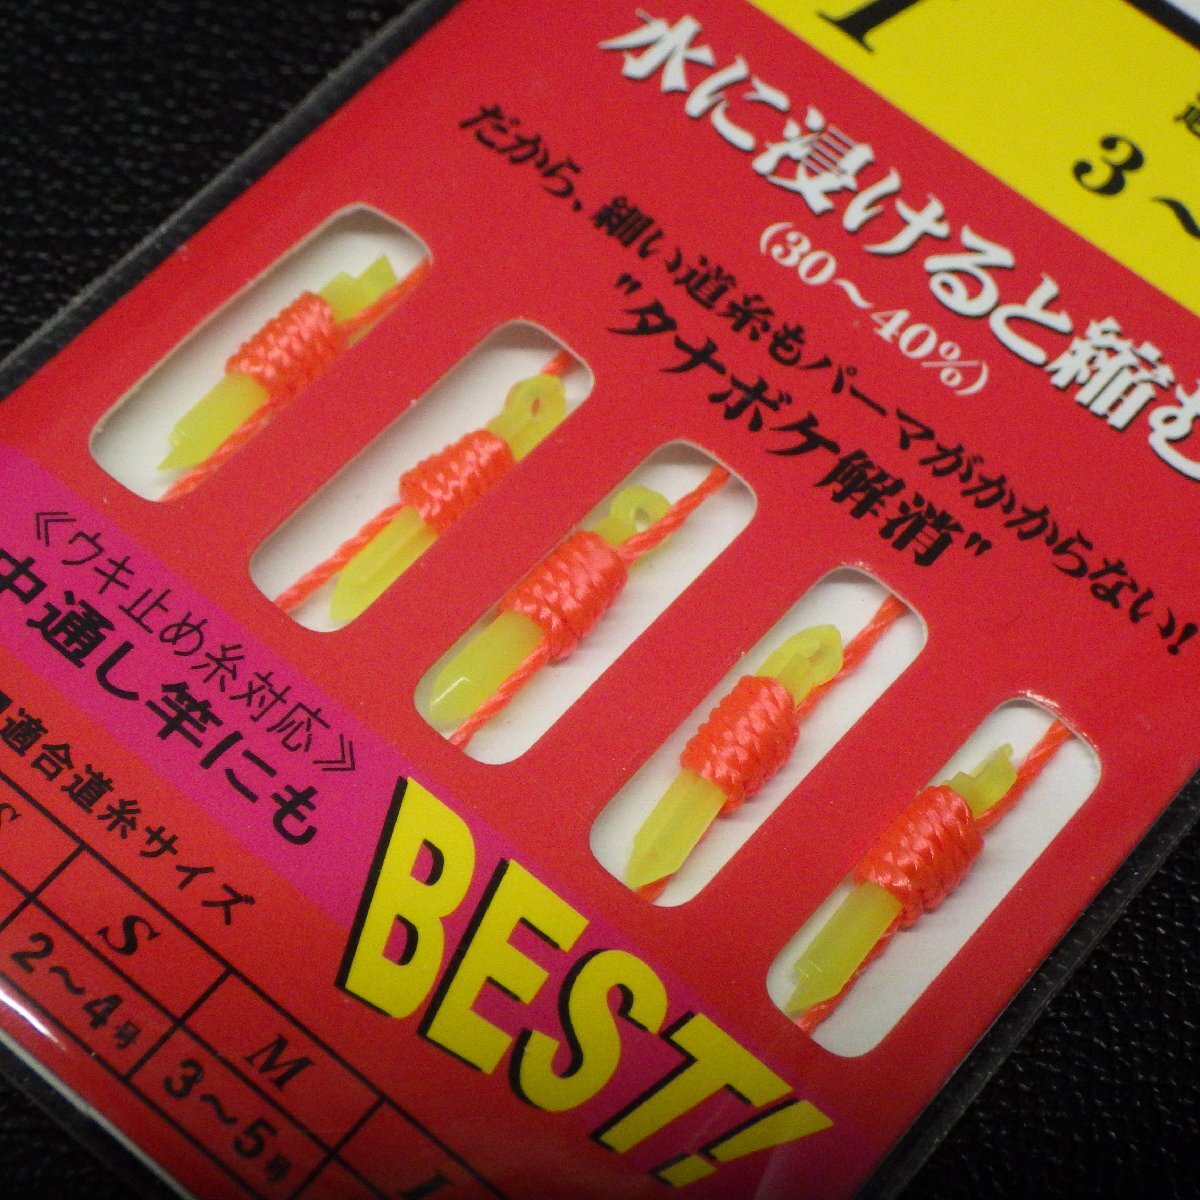 3～
水に浸けると縮む
(30～40%)
だから、細い道糸もパーマがかからない!
"タナボケ解消"
《ウキ止め糸対応》
中通し竿にも
BEST!
適合道糸サイズ
S
M
2～4号
3～5号